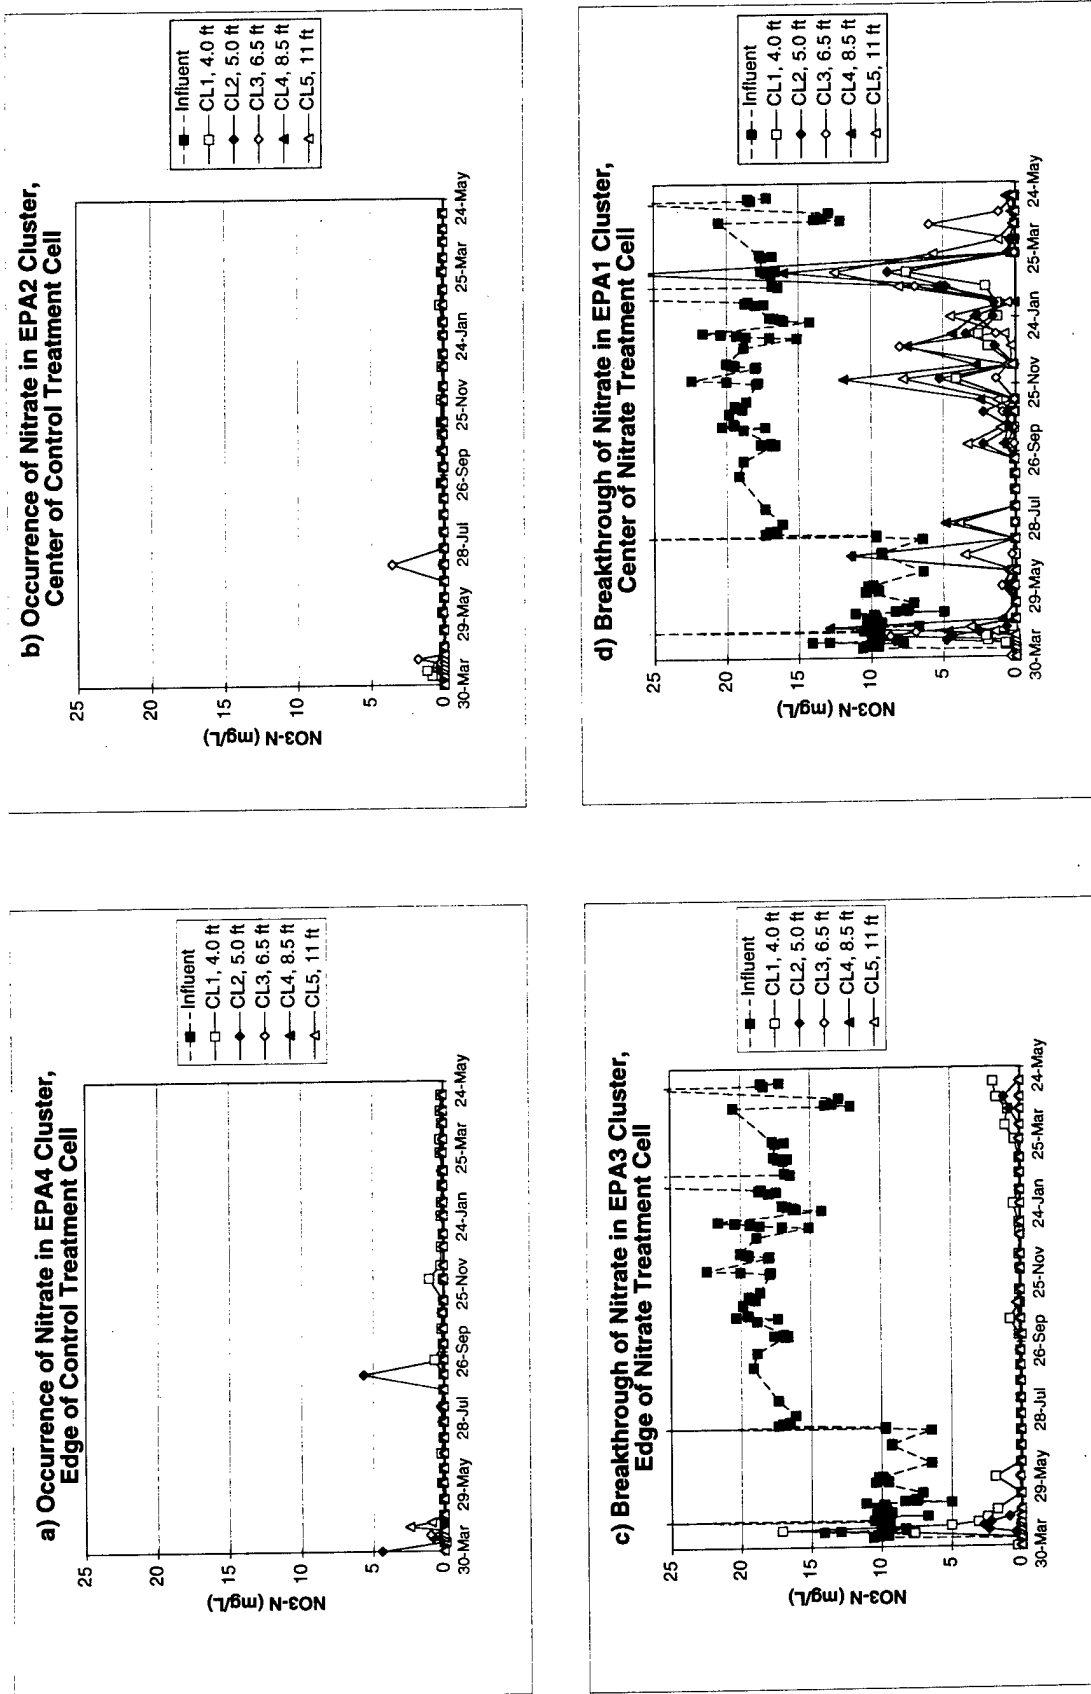 a) Occurrence of Nitrate in EPA4 Cluster,
Edge of Control Treatment Cell
25
20
15
10
5
0
NO3-N (mg/L)
30-Mar
29-May
28-Jul
26-Sep
25-Nov
24-Jan
25-Mar
24-May
Influent
CL1, 4.0 ft
CL2, 5.0 ft
CL3, 6.5 ft
CL4, 8.5 ft
CL5, 11 ft
b) Occurrence of Nitrate in EPA2 Cluster,
Center of Control Treatment Cell
25
20
15
10
5
0
NO3-N (mg/L)
30-Mar
29-May
28-Jul
26-Sep
25-Nov
24-Jan
25-Mar
24-May
Influent
CL1, 4.0 ft
CL2, 5.0 ft
CL3, 6.5 ft
CL4, 8.5 ft
CL5, 11 ft
c) Breakthrough of Nitrate in EPA3 Cluster,
Edge of Nitrate Treatment Cell
25
20
15
10
5
0
NO3-N (mg/L)
30-Mar
29-May
28-Jul
26-Sep
25-Nov
24-Jan
25-Mar
24-May
Influent
CL1, 4.0 ft
CL2, 5.0 ft
CL3, 6.5 ft
CL4, 8.5 ft
CL5, 11 ft
d) Breakthrough of Nitrate in EPA1 Cluster,
Center of Nitrate Treatment Cell
25
20
15
10
5
0
NO3-N (mg/L)
30-Mar
29-May
28-Jul
26-Sep
25-Nov
24-Jan
25-Mar
24-May
Influent
CL1, 4.0 ft
CL2, 5.0 ft
CL3, 6.5 ft
CL4, 8.5 ft
CL5, 11 ft